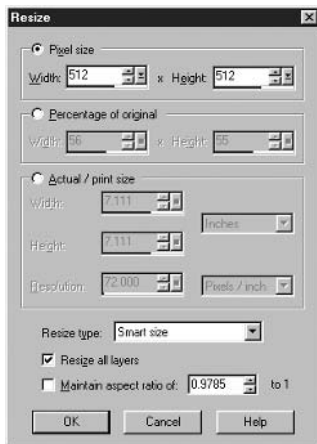 Resize
Pixel size
Width: 512 x Height: 512
Percentage of original
Width: 56 x Height: 55
Actual / print size
Width: 7.111
Inches
Height: 7.111
Resolution: 72.000 Pixels / inch
Resize type: Smart size
Resize all layers
Maintain aspect ratio of: 0.9785 to 1
OK Cancel Help